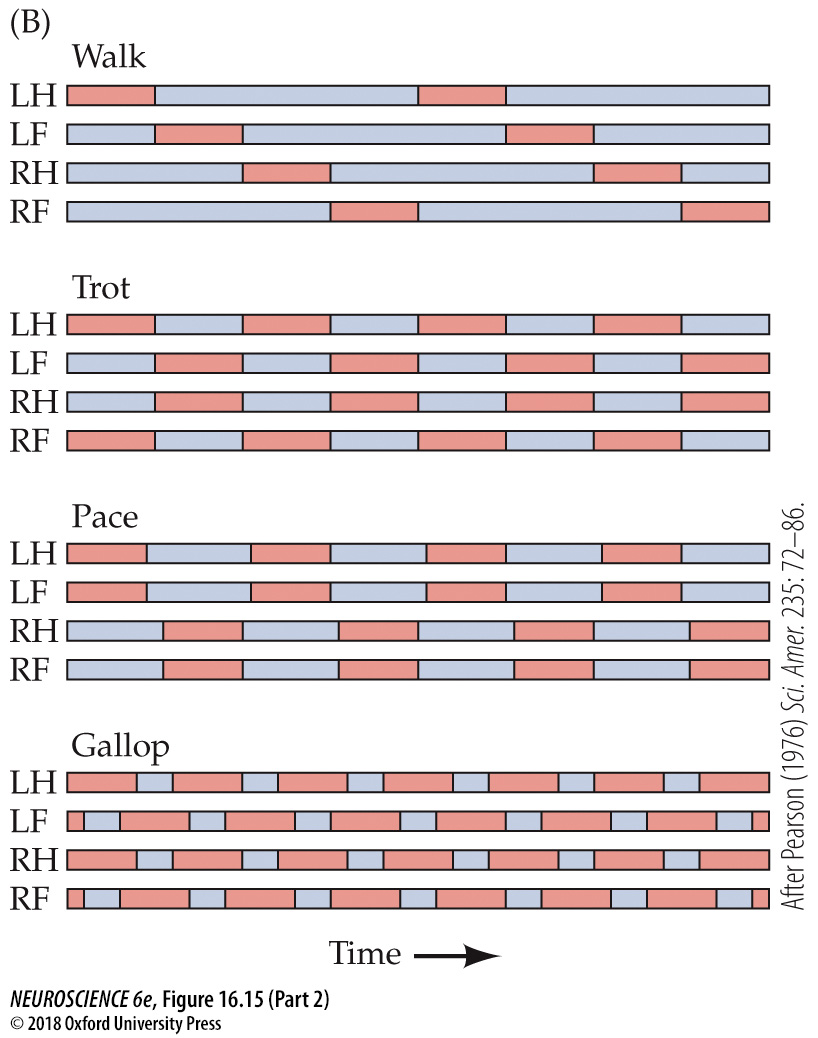 (B)
Walk
LH
LF
RH
RF
Trot
LH
LF
RH
RF
Pace
LH
LF
RH
RF
Gallop
LH
LF
RH
RF
Time
After Pearson (1976) Sci. Amer. 235: 72–86.
NEUROSCIENCE 6e, Figure 16.15 (Part 2)
© 2018 Oxford University Press